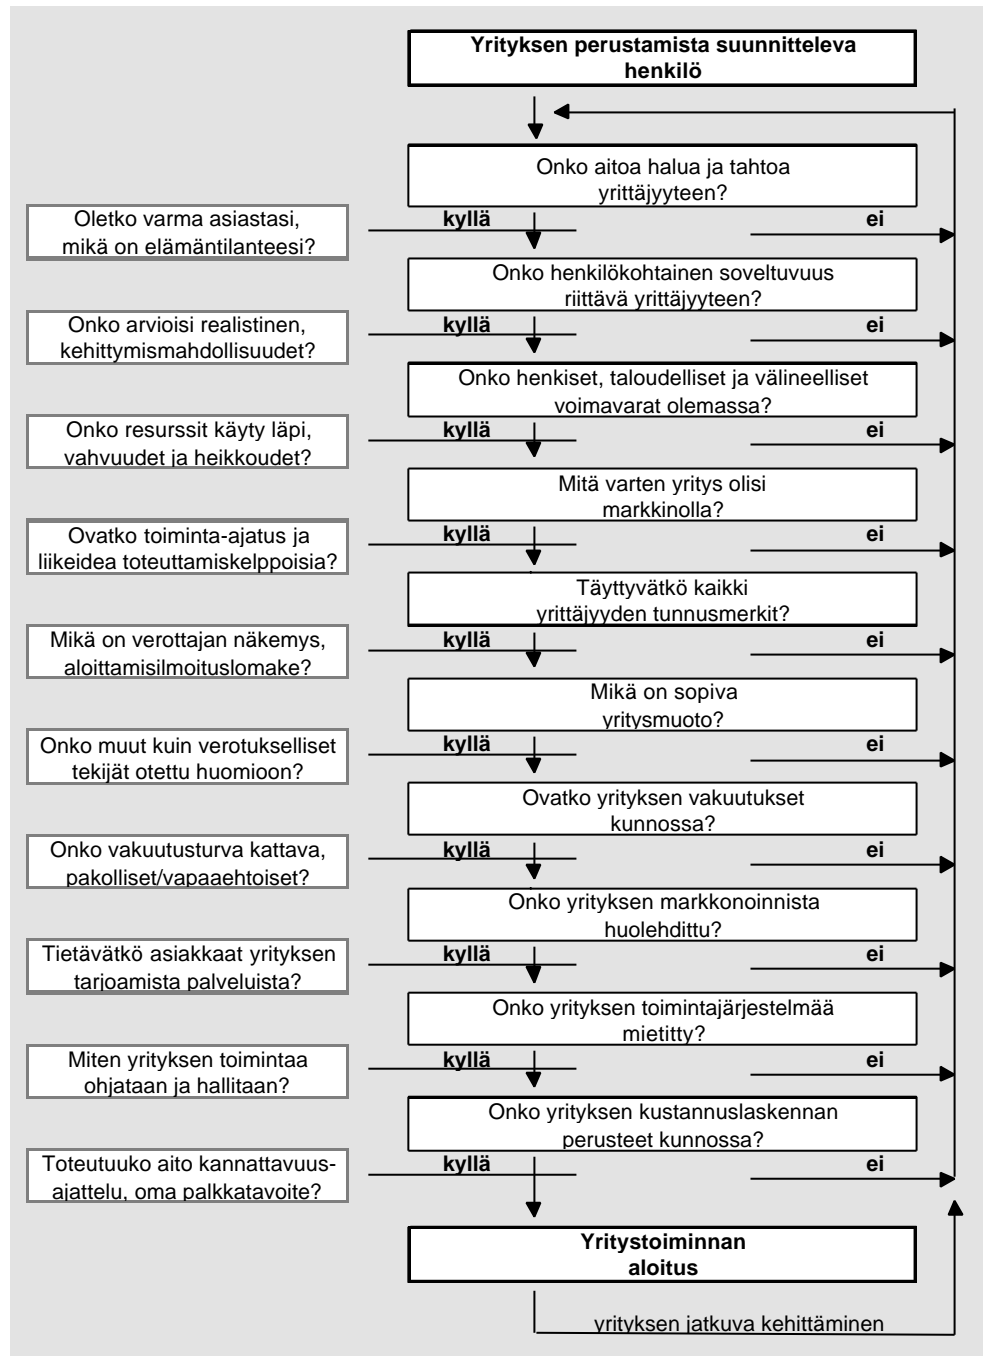 Yrityksen perustamista suunnitteleva
henkilö
Onko aitoa halua ja tahtoa
yrittäjyyteen?
Oletko varma asiastasi,
mikä on elämäntilanteesi?
kyllä
ei
Onko henkilökohtainen soveltuvuus
riittävä yrittäjyyteen?
Onko arvioisi realistinen,
kehittymismahdollisuudet?
kyllä
ei
Onko henkiset, taloudelliset ja välineelliset
voimavarat olemassa?
Onko resurssit käyty läpi,
vahvuudet ja heikkoudet?
kyllä
ei
Mitä varten yritys olisi
markkinolla?
Ovatko toiminta-ajatus ja
liikeidea toteuttamiskelppoisia?
kyllä
ei
Täyttyvätkö kaikki
yrittäjyyden tunnusmerkit?
Mikä on verottajan näkemys,
aloittamisilmoituslomake?
kyllä
ei
Mikä on sopiva
yritysmuoto?
Onko muut kuin verotukselliset
tekijät otettu huomioon?
kyllä
ei
Ovatko yrityksen vakuutukset
kunnossa?
Onko vakuutusturva kattava,
pakolliset/vapaaehtoiset?
kyllä
ei
Onko yrityksen markkonoinnista
huolehdittu?
Tietävätkö asiakkaat yrityksen
tarjoamista palveluista?
kyllä
ei
Onko yrityksen toimintajärjestelmää
mietitty?
Miten yrityksen toimintaa
ohjataan ja hallitaan?
kyllä
ei
Onko yrityksen kustannuslaskennan
perusteet kunnossa?
Toteutuuko aito kannattavuus-
ajattelu, oma palkkatavoite?
kyllä
ei
Yritystoiminnan
aloitus
yrityksen jatkuva kehittäminen